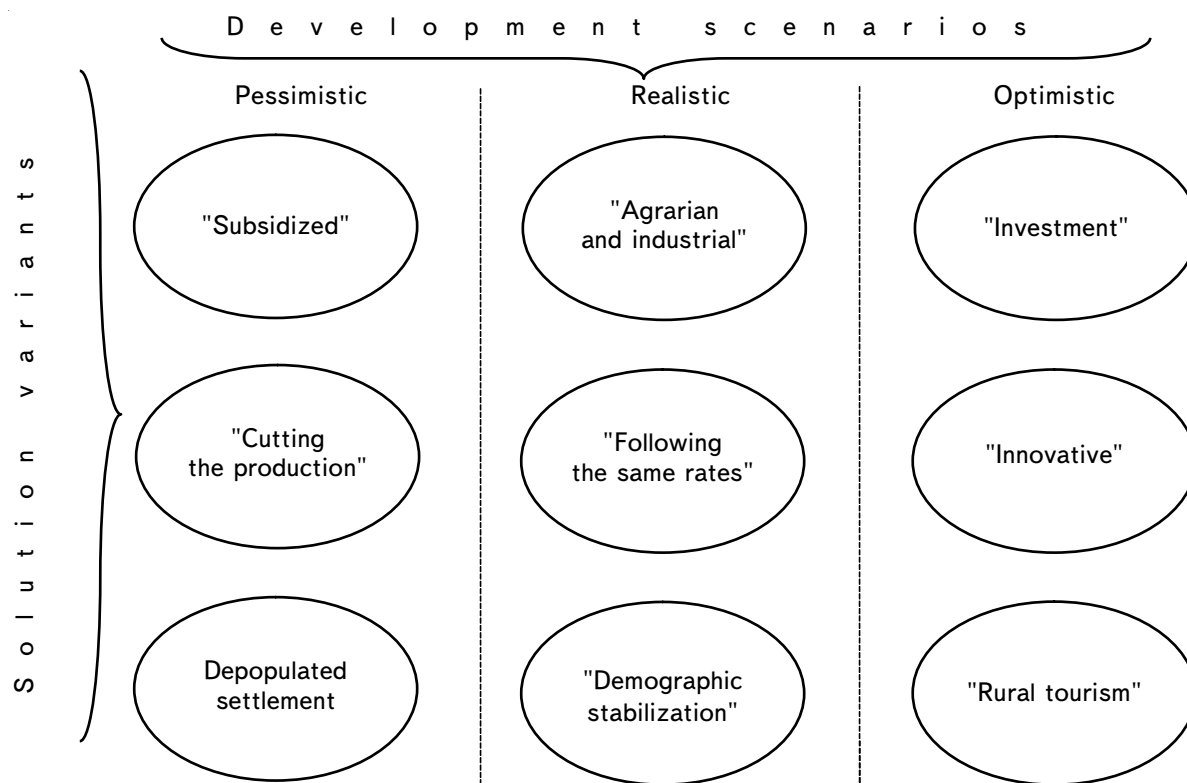 Development scenarios
Solution variants
Pessimistic
Realistic
Optimistic
"Subsidized"
"Agrarian
and industrial"
"Investment"
"Cutting
the production"
"Following
the same rates"
"Innovative"
Depopulated
settlement
"Demographic
stabilization"
"Rural tourism"